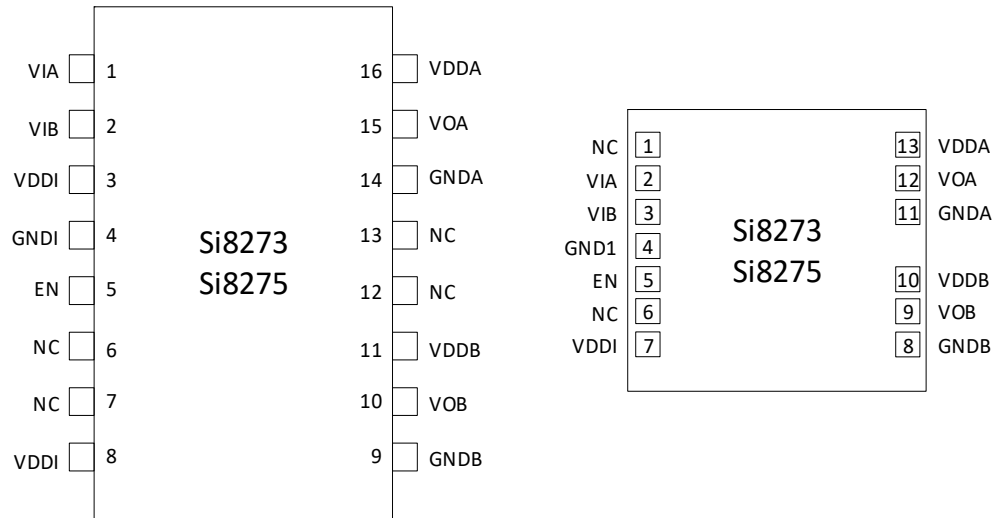 VIA 1 16 VDDA
VIB 2 15 VOA
VDDI 3 14 GNDA
GNDI 4 13 NC
EN 5 12 NC
NC 6 11 VDDB
NC 7 10 VOB
VDDI 8 9 GNDB
Si8273
Si8275
NC 1 13 VDDA
VIA 2 12 VOA
VIB 3 11 GNDA
GND1 4
EN 5 10 VDDB
NC 6 9 VOB
VDDI 7 8 GNDB
Si8273
Si8275